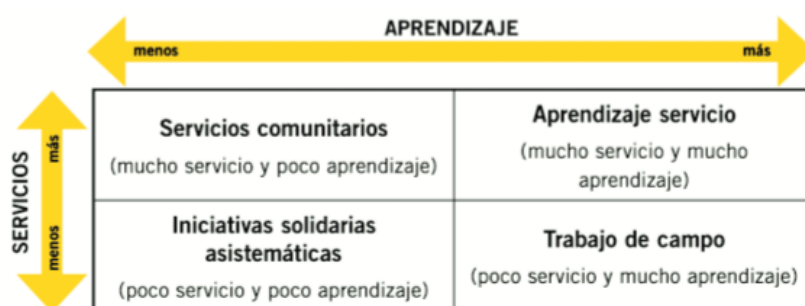 APRENDIZAJE
menos
más
SERVICIOS
más
menos
Servicios comunitarios
(mucho servicio y poco aprendizaje)
Aprendizaje servicio
(mucho servicio y mucho
aprendizaje)
Iniciativas solidarias
asistemáticas
(poco servicio y poco aprendizaje)
Trabajo de campo
(poco servicio y mucho aprendizaje)